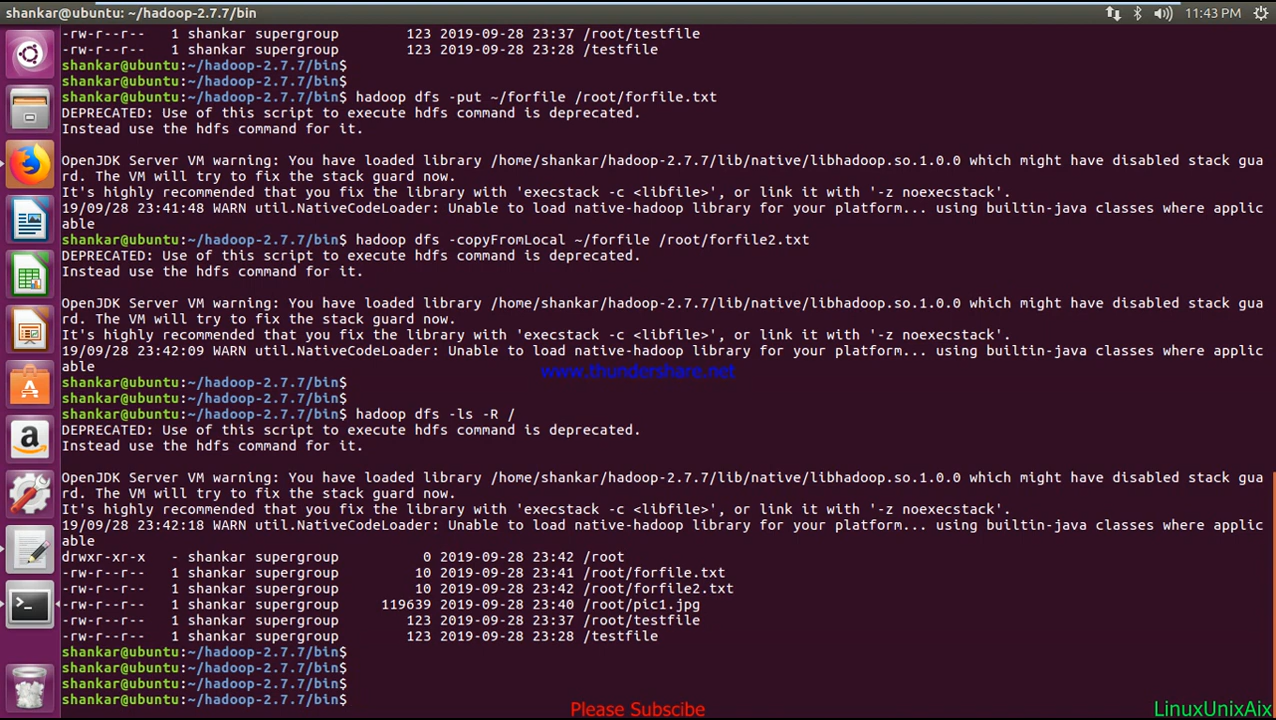 shankar@ubuntu: ~/hadoop-2.7.7/bin
11:43 PM
-rw-r--r--   1 shankar supergroup        123 2019-09-28 23:37 /root/testfile
-rw-r--r--   1 shankar supergroup        123 2019-09-28 23:28 /testfile
shankar@ubuntu:~/hadoop-2.7.7/bin$
shankar@ubuntu:~/hadoop-2.7.7/bin$
shankar@ubuntu:~/hadoop-2.7.7/bin$ hadoop dfs -put ~/forfile /root/forfile.txt
DEPRECATED: Use of this script to execute hdfs command is deprecated.
Instead use the hdfs command for it.
OpenJDK Server VM warning: You have loaded library /home/shankar/hadoop-2.7.7/lib/native/libhadoop.so.1.0.0 which might have disabled stack gua
rd. The VM will try to fix the stack guard now.
It's highly recommended that you fix the library with 'execstack -c <libfile>', or link it with '-z noexecstack'.
19/09/28 23:41:48 WARN util.NativeCodeLoader: Unable to load native-hadoop library for your platform... using builtin-java classes where applic
able
shankar@ubuntu:~/hadoop-2.7.7/bin$ hadoop dfs -copyFromLocal ~/forfile /root/forfile2.txt
DEPRECATED: Use of this script to execute hdfs command is deprecated.
Instead use the hdfs command for it.
OpenJDK Server VM warning: You have loaded library /home/shankar/hadoop-2.7.7/lib/native/libhadoop.so.1.0.0 which might have disabled stack gua
rd. The VM will try to fix the stack guard now.
It's highly recommended that you fix the library with 'execstack -c <libfile>', or link it with '-z noexecstack'.
19/09/28 23:42:09 WARN util.NativeCodeLoader: Unable to load native-hadoop library for your platform... using builtin-java classes where applic
able
www.thundershare.net
shankar@ubuntu:~/hadoop-2.7.7/bin$
shankar@ubuntu:~/hadoop-2.7.7/bin$
shankar@ubuntu:~/hadoop-2.7.7/bin$ hadoop dfs -ls -R /
DEPRECATED: Use of this script to execute hdfs command is deprecated.
Instead use the hdfs command for it.
OpenJDK Server VM warning: You have loaded library /home/shankar/hadoop-2.7.7/lib/native/libhadoop.so.1.0.0 which might have disabled stack gua
rd. The VM will try to fix the stack guard now.
It's highly recommended that you fix the library with 'execstack -c <libfile>', or link it with '-z noexecstack'.
19/09/28 23:42:18 WARN util.NativeCodeLoader: Unable to load native-hadoop library for your platform... using builtin-java classes where applic
able
drwxr-xr-x   - shankar supergroup          0 2019-09-28 23:42 /root
-rw-r--r--   1 shankar supergroup         10 2019-09-28 23:41 /root/forfile.txt
-rw-r--r--   1 shankar supergroup         10 2019-09-28 23:42 /root/forfile2.txt
-rw-r--r--   1 shankar supergroup     119639 2019-09-28 23:40 /root/pic1.jpg
-rw-r--r--   1 shankar supergroup        123 2019-09-28 23:37 /root/testfile
-rw-r--r--   1 shankar supergroup        123 2019-09-28 23:28 /testfile
shankar@ubuntu:~/hadoop-2.7.7/bin$
shankar@ubuntu:~/hadoop-2.7.7/bin$
shankar@ubuntu:~/hadoop-2.7.7/bin$
shankar@ubuntu:~/hadoop-2.7.7/bin$
Please Subscibe
LinuxUnixAix